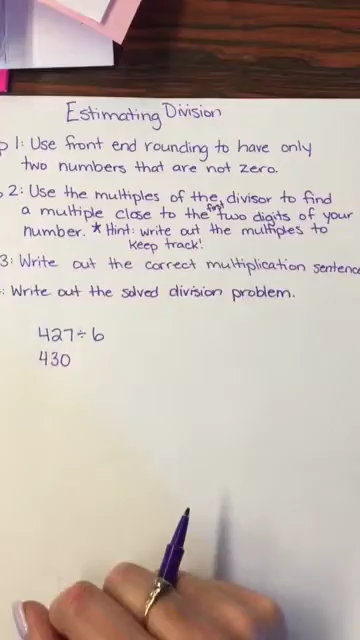 Estimating Division
1: Use front end rounding to have only
two numbers that are not zero.
2: Use the multiples of the divisor to find
a multiple close to the first two digits of your
number. *Hint: write out the multiples to
keep track!
3: Write out the correct multiplication sentence
: Write out the solved division problem.
427÷6
430